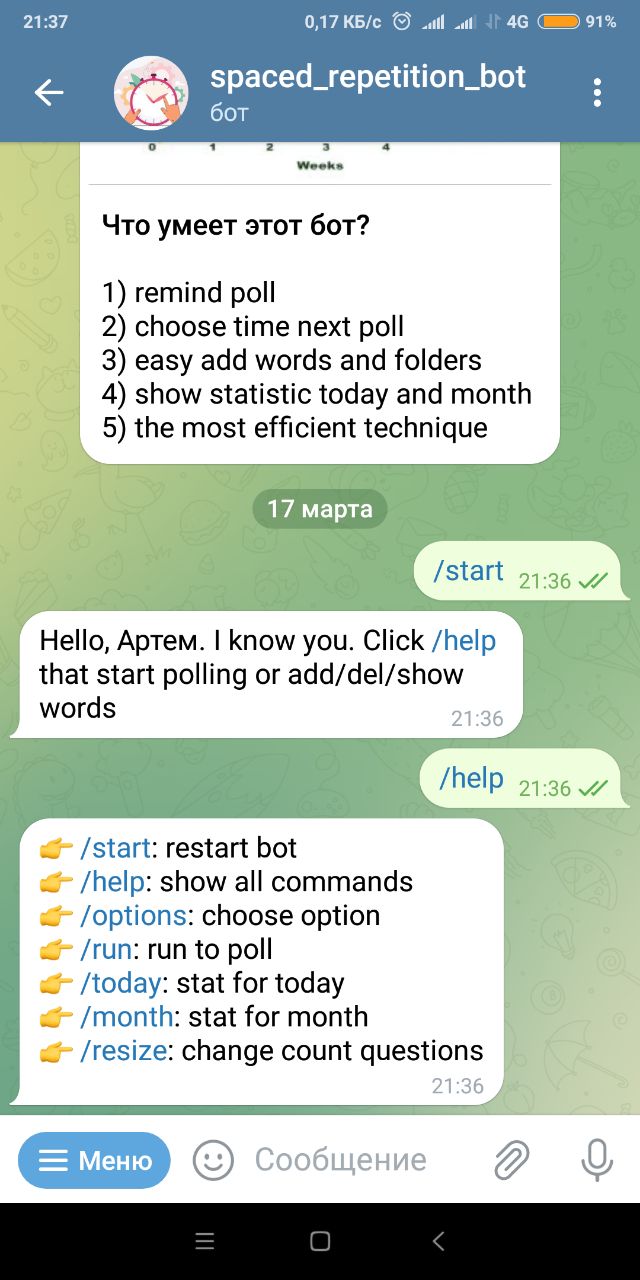 21:37 0,17 КБ/с 4G 91%
spaced_repetition_bot
бот
0 1 2 3 4
Weeks
Что умеет этот бот?
1) remind poll
2) choose time next poll
3) easy add words and folders
4) show statistic today and month
5) the most efficient technique
17 марта
/start 21:36
Hello, Артем. I know you. Click /help
that start polling or add/del/show
words 21:36
/help 21:36
👉 /start: restart bot
👉 /help: show all commands
👉 /options: choose option
👉 /run: run to poll
👉 /today: stat for today
👉 /month: stat for month
👉 /resize: change count questions
21:36
Меню Сообщение